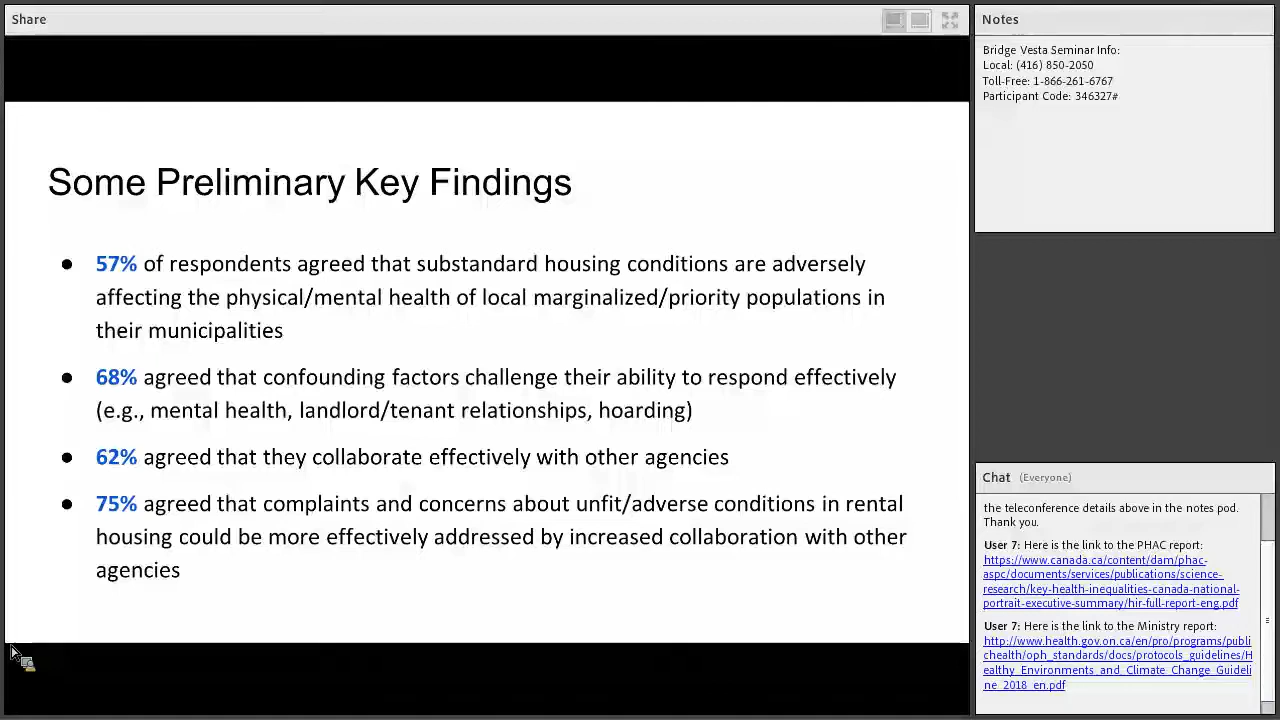 Share
Some Preliminary Key Findings
● 57% of respondents agreed that substandard housing conditions are adversely
affecting the physical/mental health of local marginalized/priority populations in
their municipalities
● 68% agreed that confounding factors challenge their ability to respond effectively
(e.g., mental health, landlord/tenant relationships, hoarding)
● 62% agreed that they collaborate effectively with other agencies
● 75% agreed that complaints and concerns about unfit/adverse conditions in rental
housing could be more effectively addressed by increased collaboration with other
agencies
Notes
Bridge Vesta Seminar Info:
Local: (416) 850-2050
Toll-Free: 1-866-261-6767
Participant Code: 346327#
Chat (Everyone)
the teleconference details above in the notes pod.
Thank you.
User 7: Here is the link to the PHAC report:
https://www.canada.ca/content/dam/phac-
aspc/documents/services/publications/science-
research/key-health-inequalities-canada-national-
portrait-executive-summary/hir-full-report-eng.pdf
User 7: Here is the link to the Ministry report:
http://www.health.gov.on.ca/en/pro/programs/publi
chealth/oph_standards/docs/protocols_guidelines/H
ealthy_Environments_and_Climate_Change_Guideli
ne_2018_en.pdf